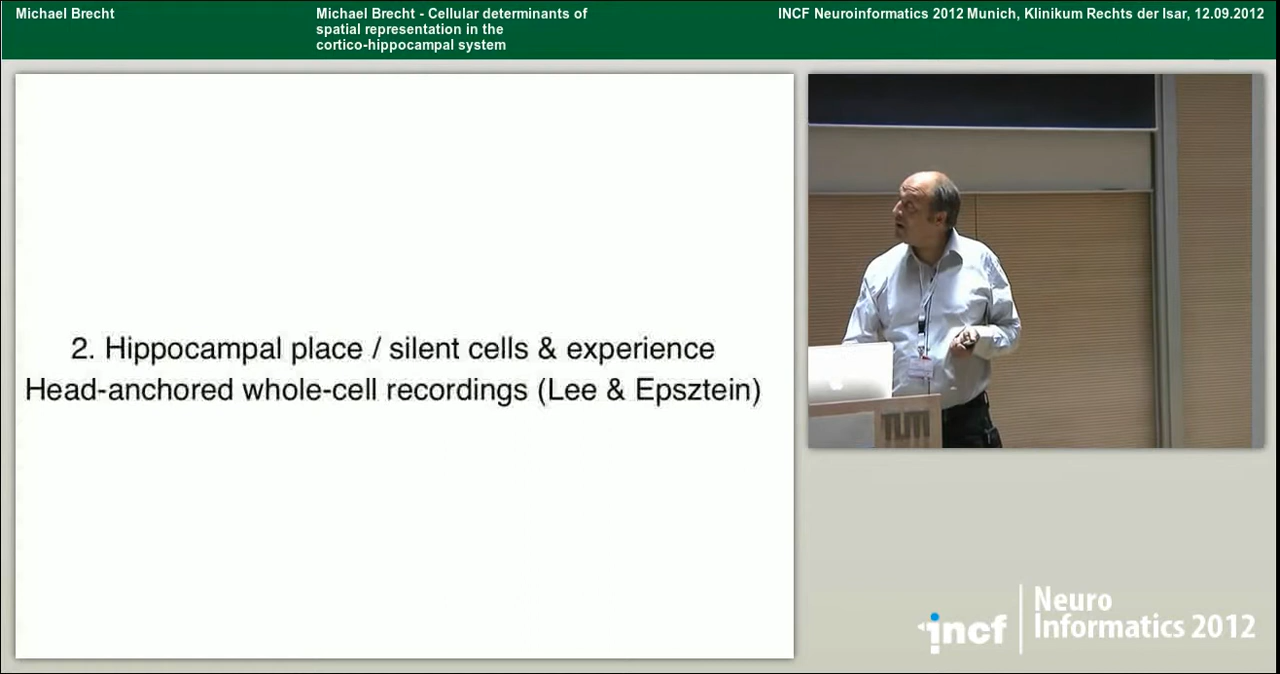 Michael Brecht
Michael Brecht - Cellular determinants of
spatial representation in the
cortico-hippocampal system
INCF Neuroinformatics 2012 Munich, Klinikum Rechts der Isar, 12.09.2012
2. Hippocampal place / silent cells & experience
Head-anchored whole-cell recordings (Lee & Epsztein)
TUM
incf
Neuro
Informatics 2012